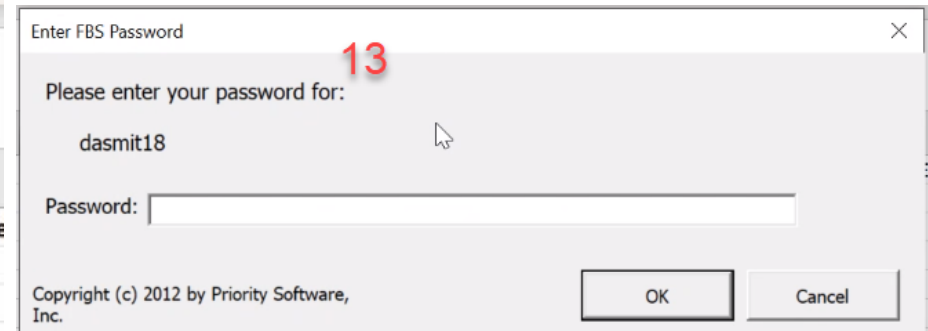 Enter FBS Password
13
Please enter your password for:
dasmit18
Password:
Copyright (c) 2012 by Priority Software,
Inc.
OK
Cancel